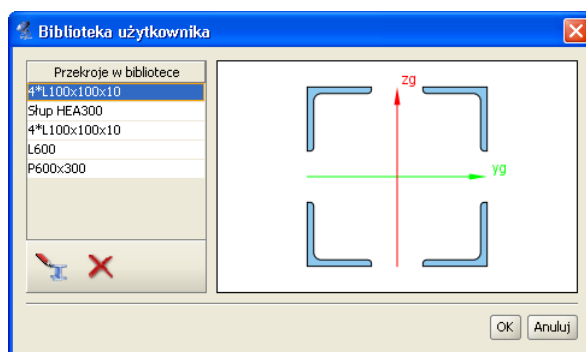 Biblioteka użytkownika
Przekroje w bibliotece
4*L100x100x10
Słup HEA300
4*L100x100x10
L600
P600x300
zg
yg
OK
Anuluj